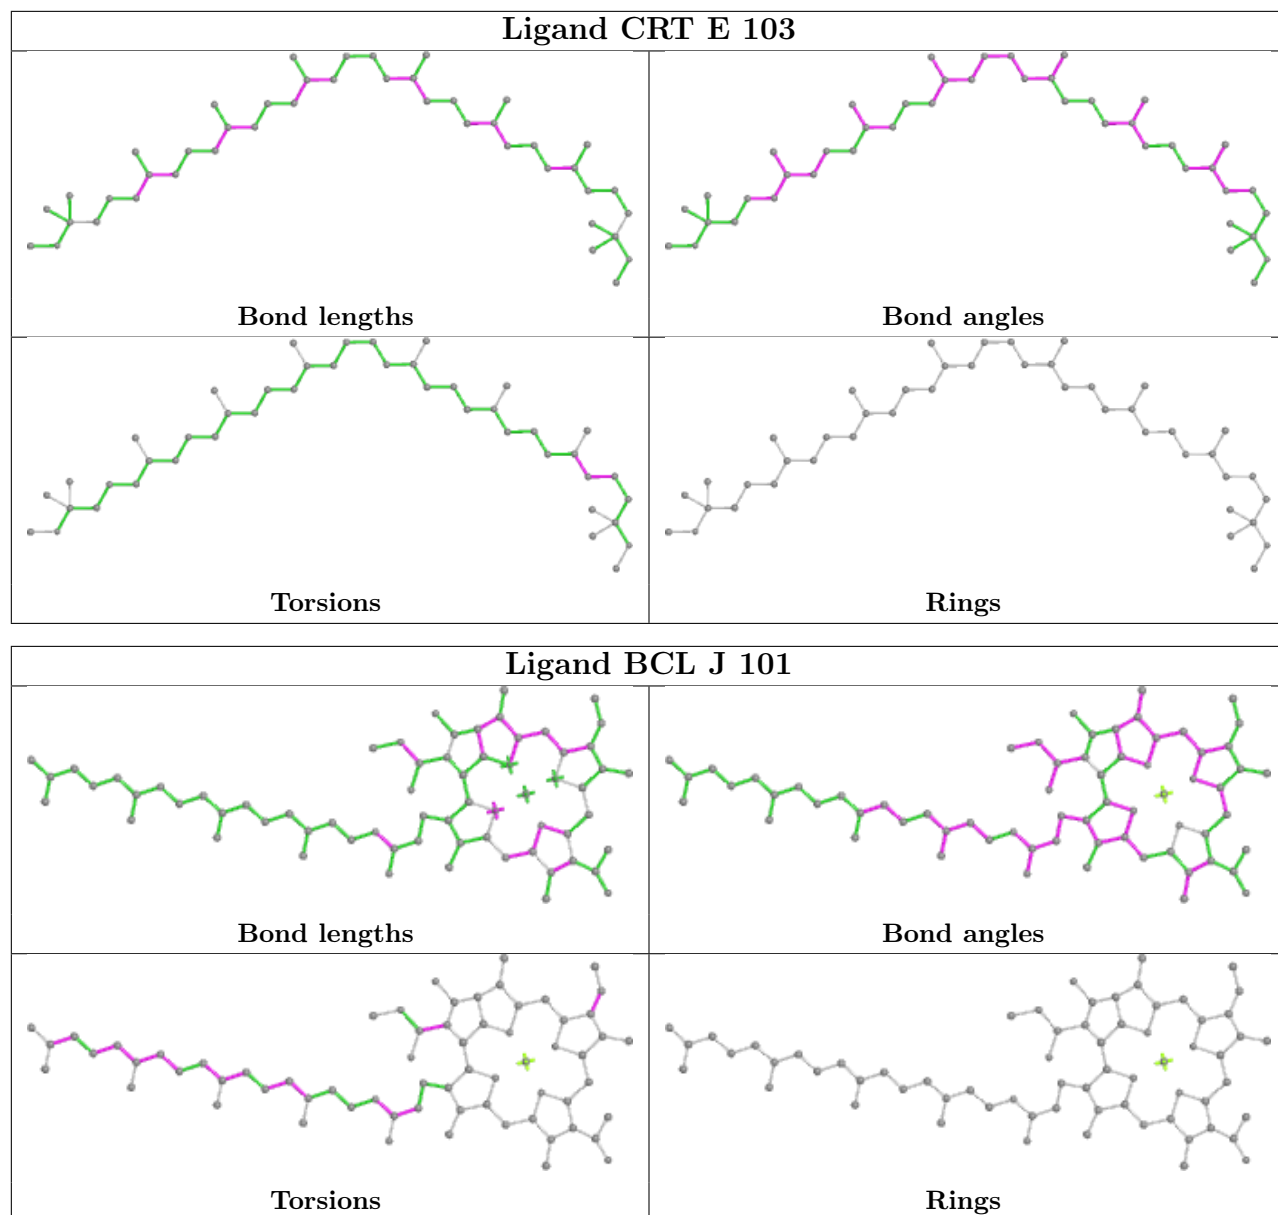 Ligand CRT E 103
Bond lengths
Bond angles
Torsions
Rings
Ligand BCL J 101
Bond lengths
Bond angles
Torsions
Rings